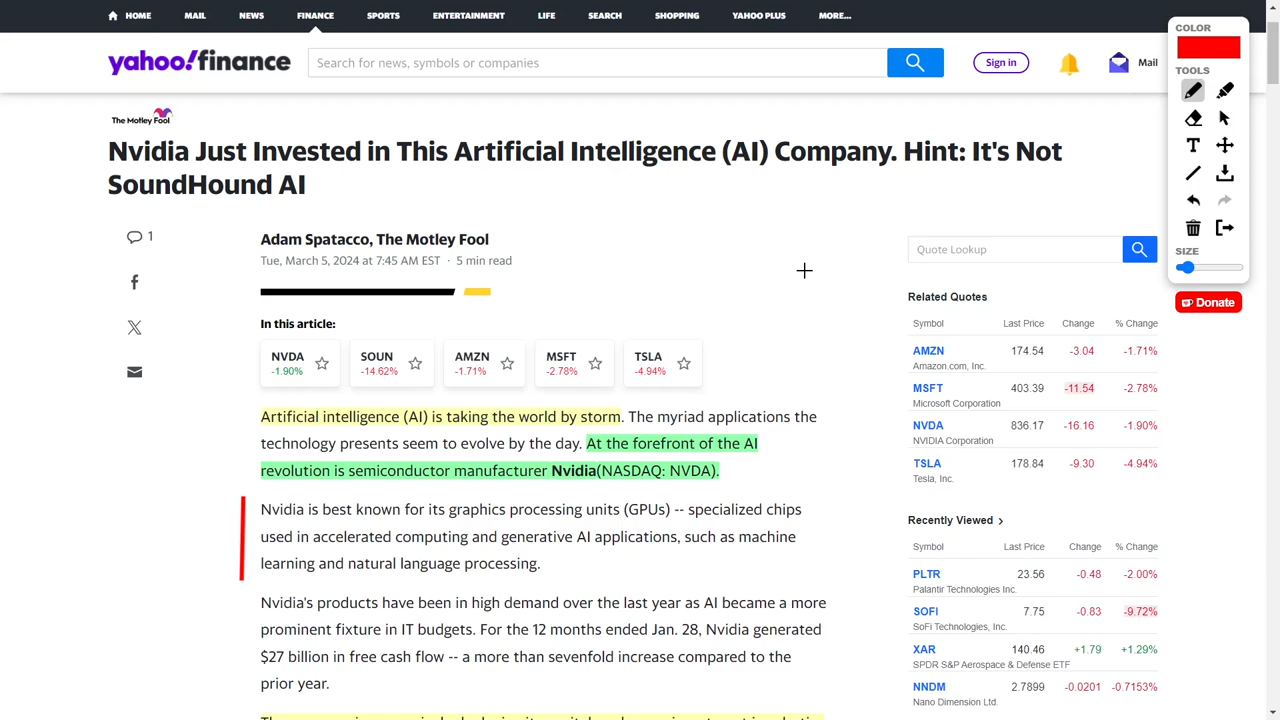 HOME MAIL NEWS FINANCE SPORTS ENTERTAINMENT LIFE SEARCH SHOPPING YAHOO PLUS MORE...
yahoo!finance
Search for news, symbols or companies
Sign in
Mail
The Motley Fool
Nvidia Just Invested in This Artificial Intelligence (AI) Company. Hint: It's Not
SoundHound AI
1
Adam Spatacco, The Motley Fool
Tue, March 5, 2024 at 7:45 AM EST · 5 min read
In this article:
NVDA
-1.90%
SOUN
-14.62%
AMZN
-1.71%
MSFT
-2.78%
TSLA
-4.94%
Artificial intelligence (AI) is taking the world by storm. The myriad applications the
technology presents seem to evolve by the day. At the forefront of the AI
revolution is semiconductor manufacturer Nvidia(NASDAQ: NVDA).
Nvidia is best known for its graphics processing units (GPUs) -- specialized chips
used in accelerated computing and generative AI applications, such as machine
learning and natural language processing.
Nvidia's products have been in high demand over the last year as AI became a more
prominent fixture in IT budgets. For the 12 months ended Jan. 28, Nvidia generated
$27 billion in free cash flow -- a more than sevenfold increase compared to the
prior year.
Quote Lookup
Related Quotes
Symbol Last Price Change % Change
AMZN 174.54 -3.04 -1.71%
Amazon.com, Inc.
MSFT 403.39 -11.54 -2.78%
Microsoft Corporation
NVDA 836.17 -16.16 -1.90%
NVIDIA Corporation
TSLA 178.84 -9.30 -4.94%
Tesla, Inc.
Recently Viewed
Symbol Last Price Change % Change
PLTR 23.56 -0.48 -2.00%
Palantir Technologies Inc.
SOFI 7.75 -0.83 -9.72%
SoFi Technologies, Inc.
XAR 140.46 +1.79 +1.29%
SPDR S&P Aerospace & Defense ETF
NNDM 2.7899 -0.0201 -0.7153%
Nano Dimension Ltd.
COLOR
TOOLS
T
SIZE
Donate